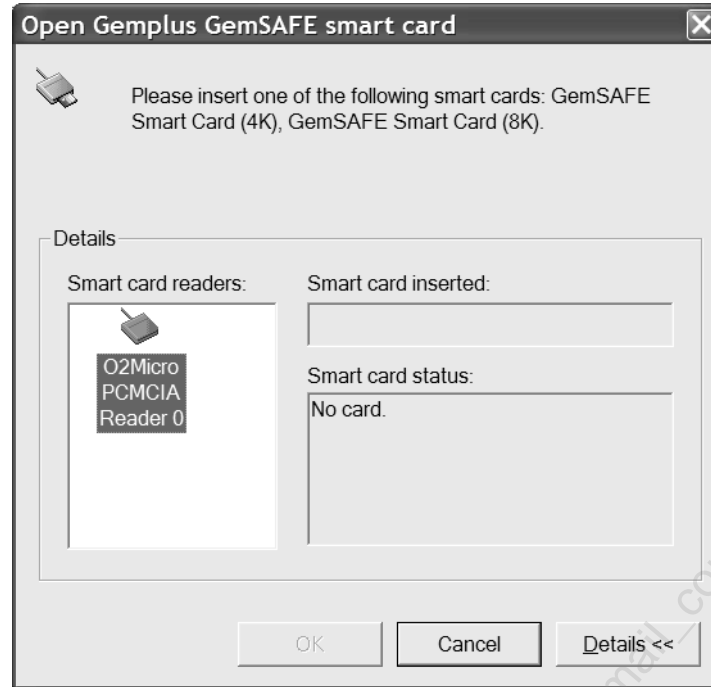 Open Gemplus GemSAFE smart card
Please insert one of the following smart cards: GemSAFE
Smart Card (4K), GemSAFE Smart Card (8K).
Details
Smart card readers:
O2Micro
PCMCIA
Reader 0
Smart card inserted:
Smart card status:
No card.
OK
Cancel
Details <<